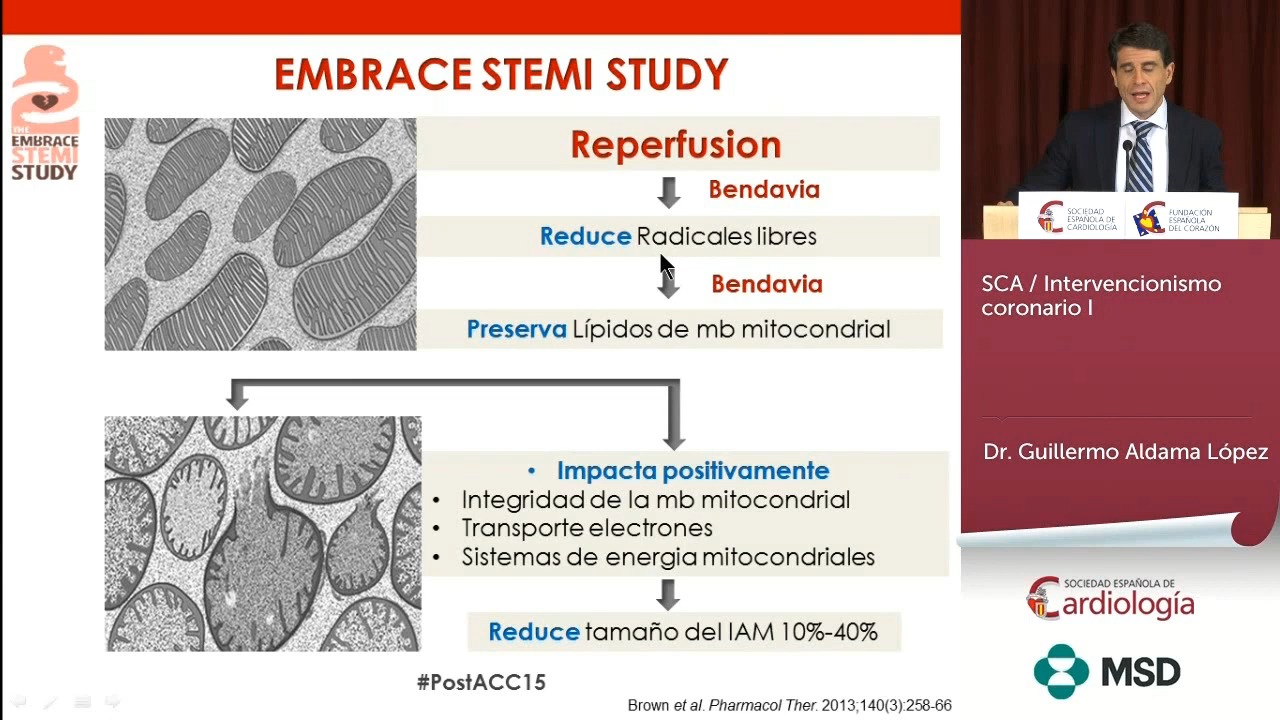 EMBRACE STEMI STUDY
THE
EMBRACE
STEMI
STUDY
Reperfusion
Bendavia
Reduce Radicales libres
Bendavia
Preserva Lípidos de mb mitocondrial
• Impacta positivamente
• Integridad de la mb mitocondrial
• Transporte electrones
• Sistemas de energia mitocondriales
Reduce tamaño del IAM 10%-40%
#PostACC15
Brown et al. Pharmacol Ther. 2013;140(3):258-66
SOCIEDAD
ESPAÑOLA DE
CARDIOLOGÍA
FUNDACIÓN
ESPAÑOLA
DEL CORAZÓN
SCA / Intervencionismo
coronario I
Dr. Guillermo Aldama López
SOCIEDAD ESPAÑOLA DE
Cardiología
MSD